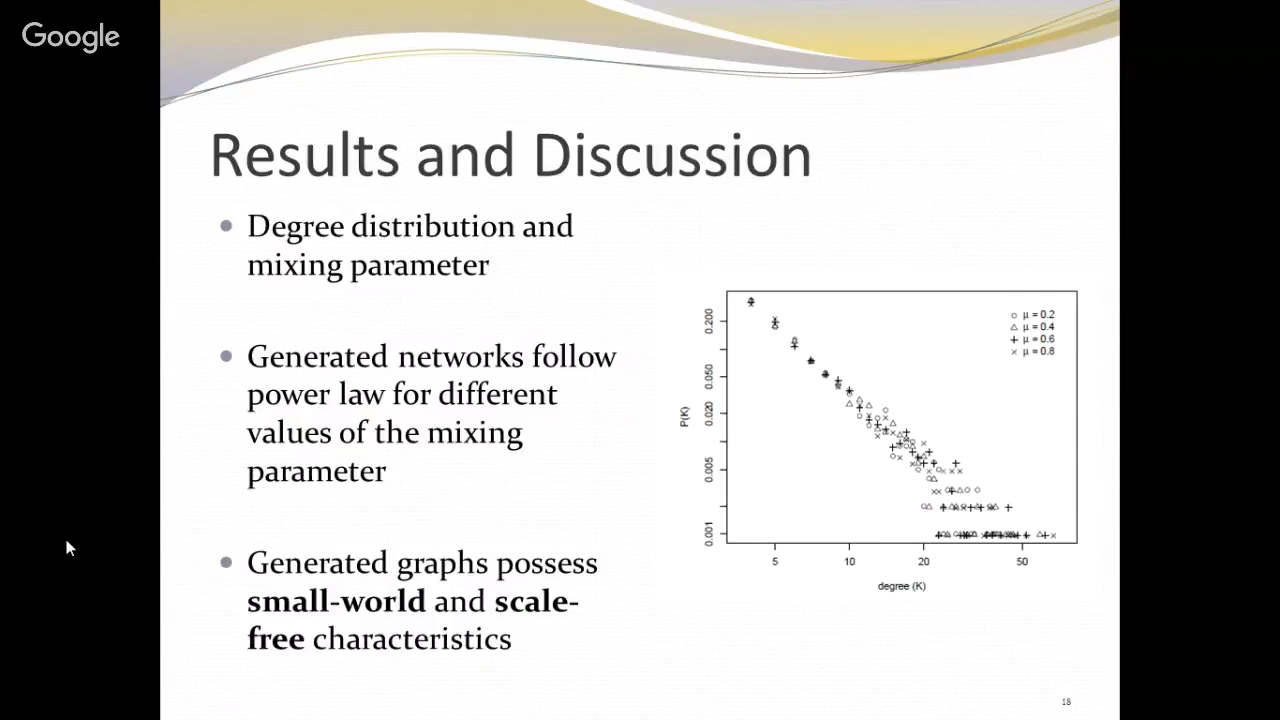 Google
Results and Discussion
Degree distribution and
mixing parameter
Generated networks follow
power law for different
values of the mixing
parameter
Generated graphs possess
small-world and scale-
free characteristics
μ = 0.2
μ = 0.4
μ = 0.6
μ = 0.8
P(K)
0.200
0.050
0.020
0.005
0.001
5 10 20 50
degree (K)
18